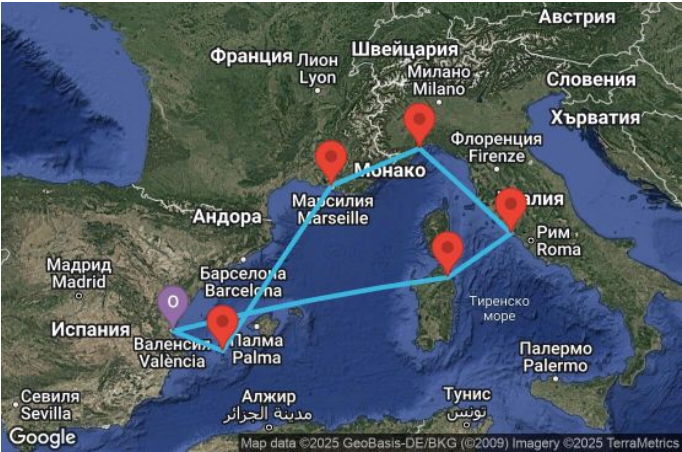 Австрия
Франция
Лион
Lyon
Швейцария
Милано
Milano
Словения
Хърватия
Флоренция
Firenze
Монако
Марсилия
Marseille
Италия
Андора
Рим
Roma
Мадрид
Madrid
Барселона
Barcelona
О
Тиренско
море
Испания
Валенсия
València
Палма
Palma
Палермо
Palermo
Севиля
Sevilla
Алжир
مدينة الجزائر
Тунис
تونس
Google
Map data ©2025 GeoBasis-DE/BKG (©2009) Imagery ©2025 TerraMetrics